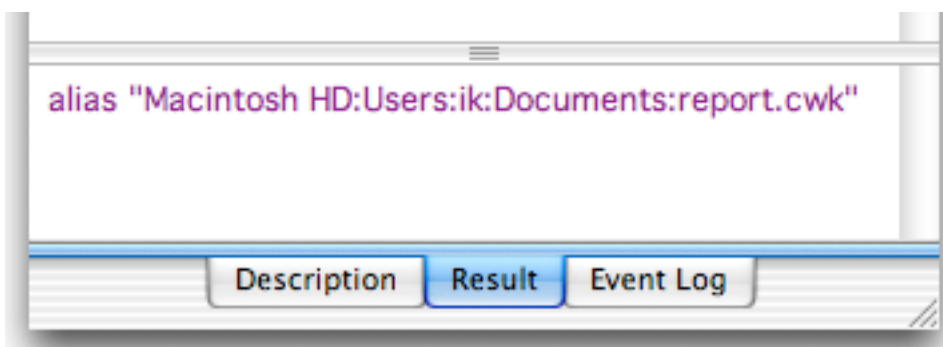 alias "Macintosh HD:Users:ik:Documents:report.cwk"
Description Result Event Log